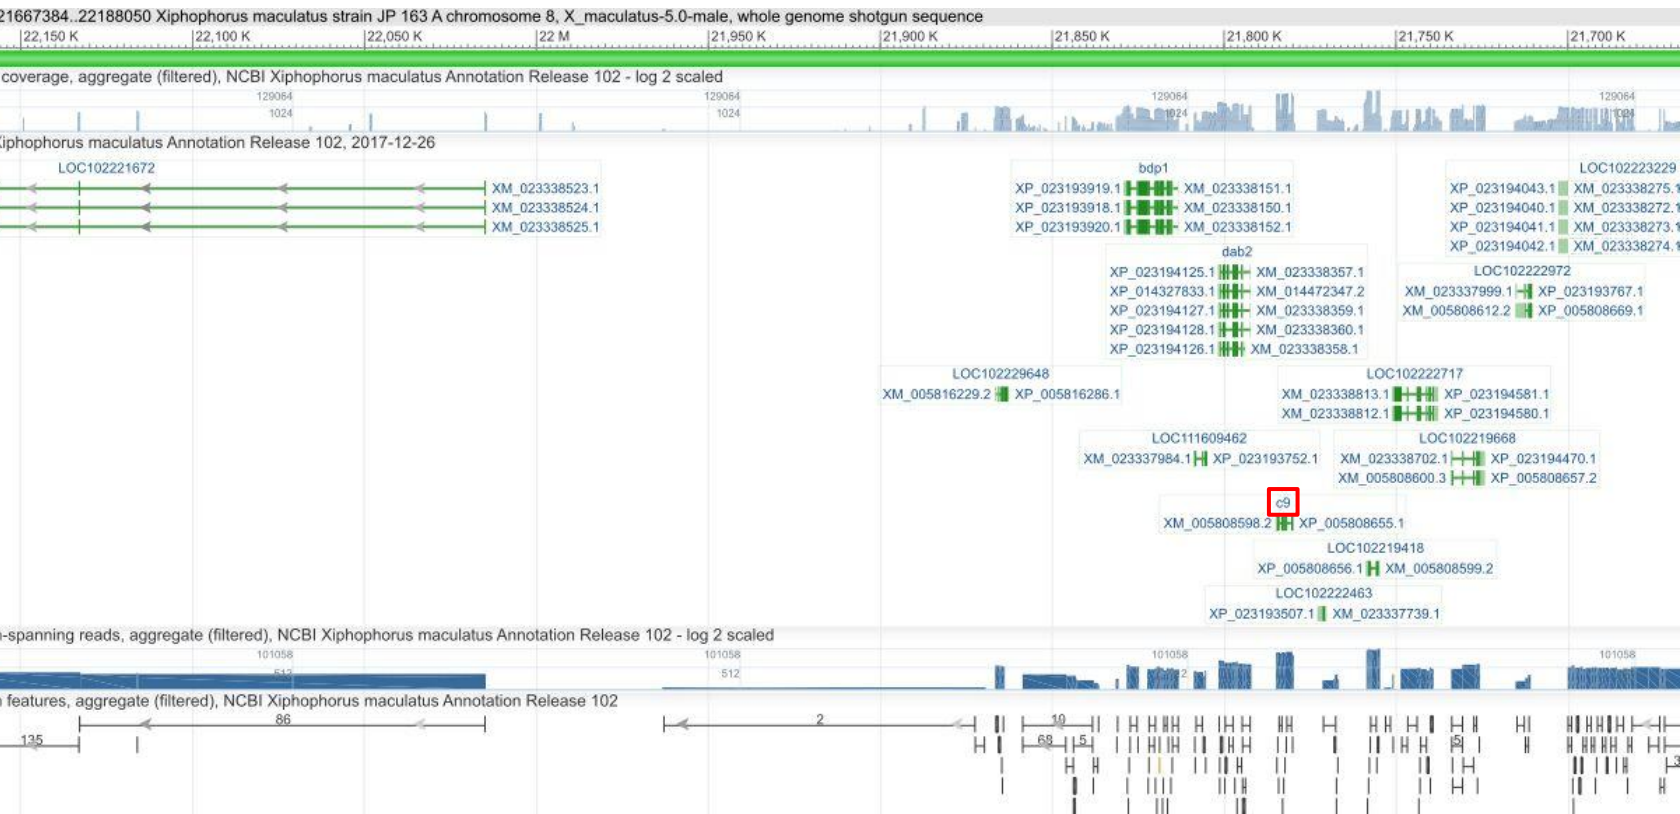 21667384..22188050 Xiphophorus maculatus strain JP 163 A chromosome 8, X_maculatus-5.0-male, whole genome shotgun sequence
22,150 K 22,100 K 22,050 K 22 M 21,950 K 21,900 K 21,850 K 21,800 K 21,750 K 21,700 K
coverage, aggregate (filtered), NCBI Xiphophorus maculatus Annotation Release 102 - log 2 scaled
129084 129084 129084 129084
1024 1024 1024 1024
Xiphophorus maculatus Annotation Release 102, 2017-12-26
LOC102221672 bdp1 LOC102223229
XM_023338523.1 XP_023193919.1 XM_023338151.1 XP_023194043.1 XM_023338275.1
XM_023338524.1 XP_023193918.1 XM_023338150.1 XP_023194040.1 XM_023338272.1
XM_023338525.1 XP_023193920.1 XM_023338152.1 XP_023194041.1 XM_023338273.1
XP_023194042.1 XM_023338274.1
dab2 LOC102222972
XP_023194125.1 XM_023338357.1
XP_014327833.1 XM_014472347.2 XM_023337999.1 XP_023193767.1
XP_023194127.1 XM_023338359.1 XM_005808612.2 XP_005808669.1
XP_023194128.1 XM_023338360.1
XP_023194126.1 XM_023338358.1
LOC102229648 LOC102222717
XM_005816229.2 XP_005816286.1 XM_023338813.1 XP_023194581.1
XM_023338812.1 XP_023194580.1
LOC111609462 LOC102219668
XM_023337984.1 XP_023193752.1 XM_023338702.1 XP_023194470.1
XM_005808600.3 XP_005808657.2
c9
XM_005808598.2 XP_005808655.1
LOC102219418
XP_005808656.1 XM_005808599.2
LOC102222463
XP_023193507.1 XM_023337739.1
-spanning reads, aggregate (filtered), NCBI Xiphophorus maculatus Annotation Release 102 - log 2 scaled
101058 101058 101058 101058
512 512 512
features, aggregate (filtered), NCBI Xiphophorus maculatus Annotation Release 102
86 2 10
135 68 5 5
3